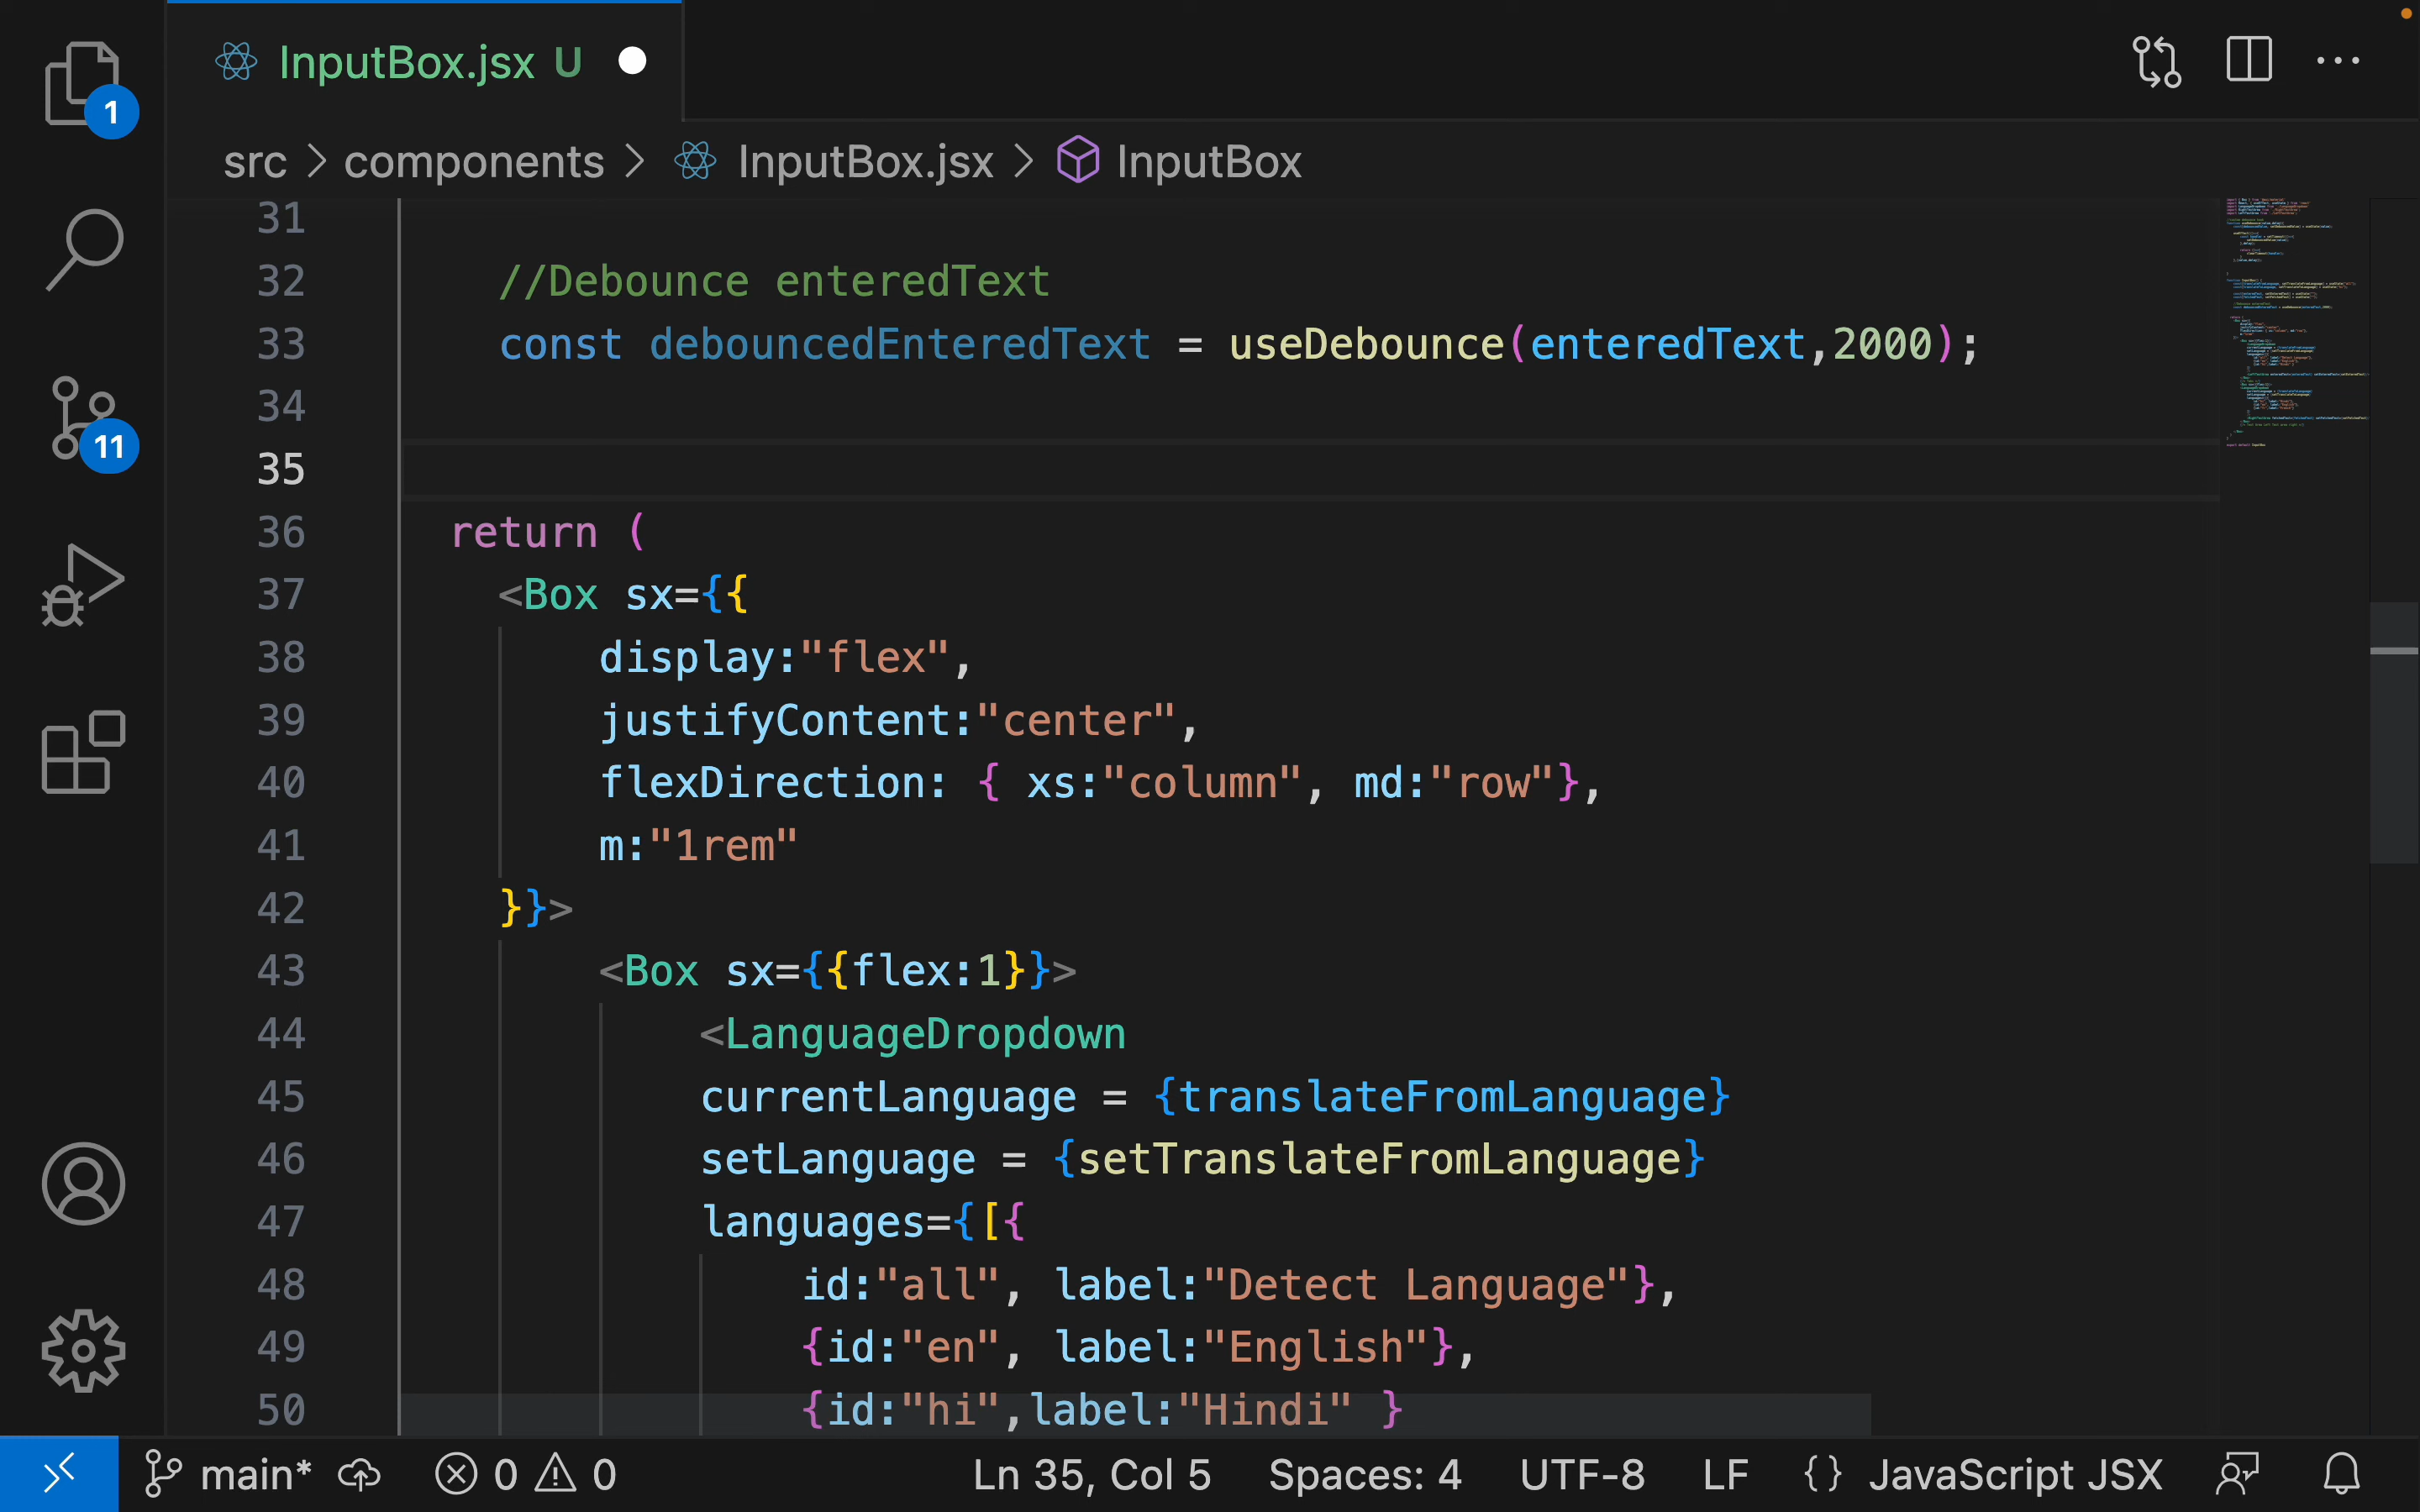 InputBox.jsx U
1
src > components > InputBox.jsx > InputBox
31
32 //Debounce enteredText
33 const debouncedEnteredText = useDebounce(enteredText,2000);
34
11
35
36 return (
37 <Box sx={{
38 display:"flex",
39 justifyContent:"center",
40 flexDirection: { xs:"column", md:"row"},
41 m:"1rem"
42 }}>
43 <Box sx={{flex:1}}>
44 <LanguageDropdown
45 currentLanguage = {translateFromLanguage}
46 setLanguage = {setTranslateFromLanguage}
47 languages={[{
48 id:"all", label:"Detect Language"},
49 {id:"en", label:"English"},
50 {id:"hi",label:"Hindi" }
main* 0 0 Ln 35, Col 5 Spaces: 4 UTF-8 LF {} JavaScript JSX